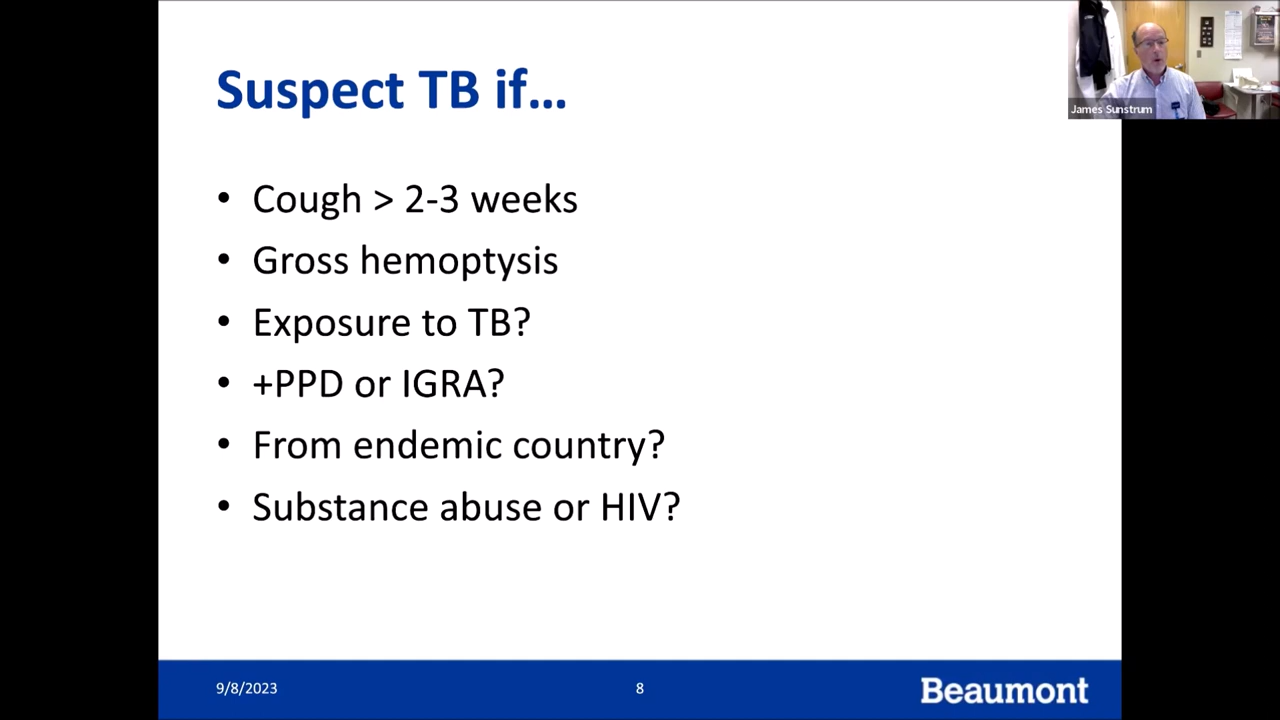 Suspect TB if...
• Cough > 2-3 weeks
• Gross hemoptysis
• Exposure to TB?
• +PPD or IGRA?
• From endemic country?
• Substance abuse or HIV?
James Sunstrum
9/8/2023
8
Beaumont